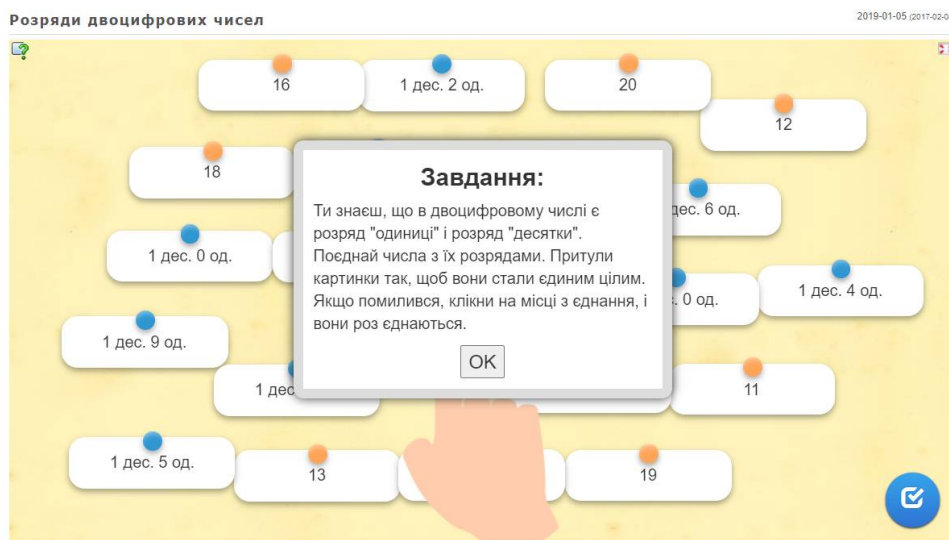 Розряди двоцифрових чисел
2019-01-05 (2017-02-0
16
1 дес. 2 од.
20
12
18
Завдання:
Ти знаєш, що в двоцифровому числі є
розряд "одиниці" і розряд "десятки".
Поєднай числа з їх розрядами. Притули
картинки так, щоб вони стали єдиним цілим.
Якщо помилився, клікни на місці з єднання, і
вони роз єднаються.
OK
дес. 6 од.
1 дес. 0 од.
. 0 од.
1 дес. 4 од.
1 дес. 9 од.
1 дес
11
1 дес. 5 од.
13
19